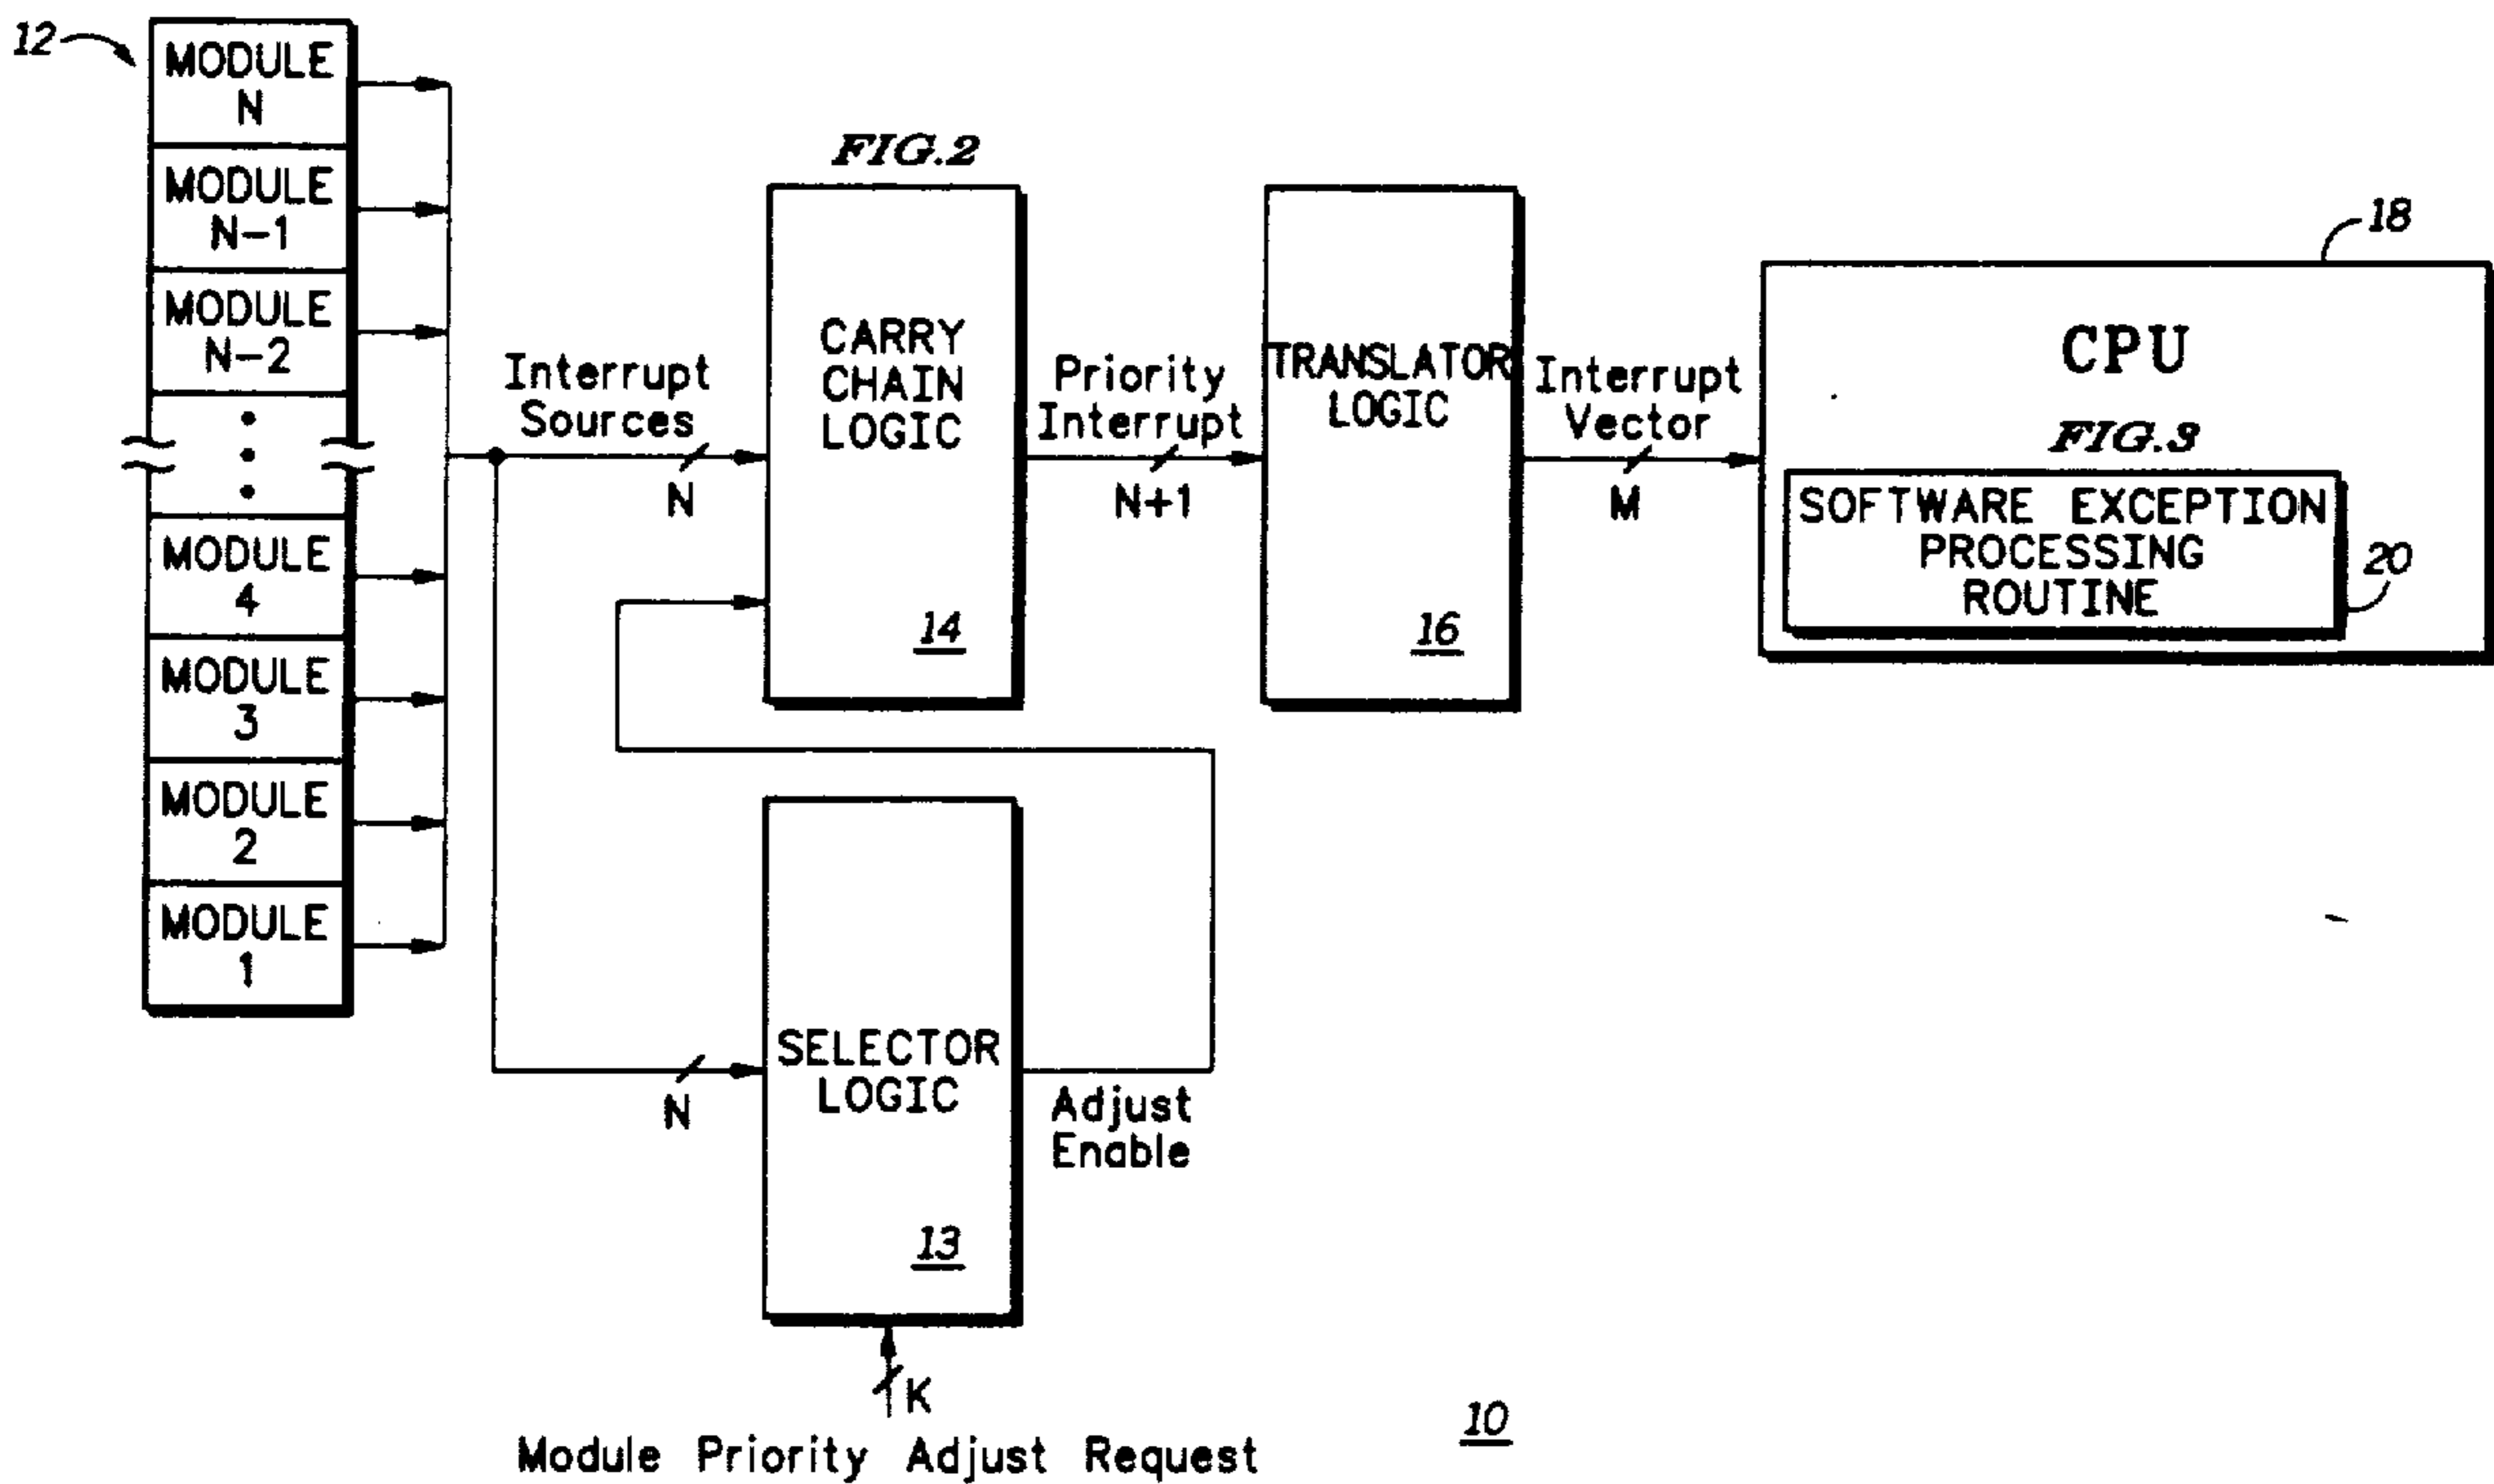 12
MODULE
N
MODULE
N-1
MODULE
N-2
MODULE
4
MODULE
3
MODULE
2
MODULE
1
Interrupt
Sources
N
FIG.2
CARRY
CHAIN
LOGIC
14
Priority
Interrupt
N+1
TRANSLATOR
LOGIC
16
Interrupt
Vector
M
18
CPU
FIG.3
SOFTWARE EXCEPTION
PROCESSING
ROUTINE
20
N
SELECTOR
LOGIC
13
Adjust
Enable
K
Module Priority Adjust Request
10